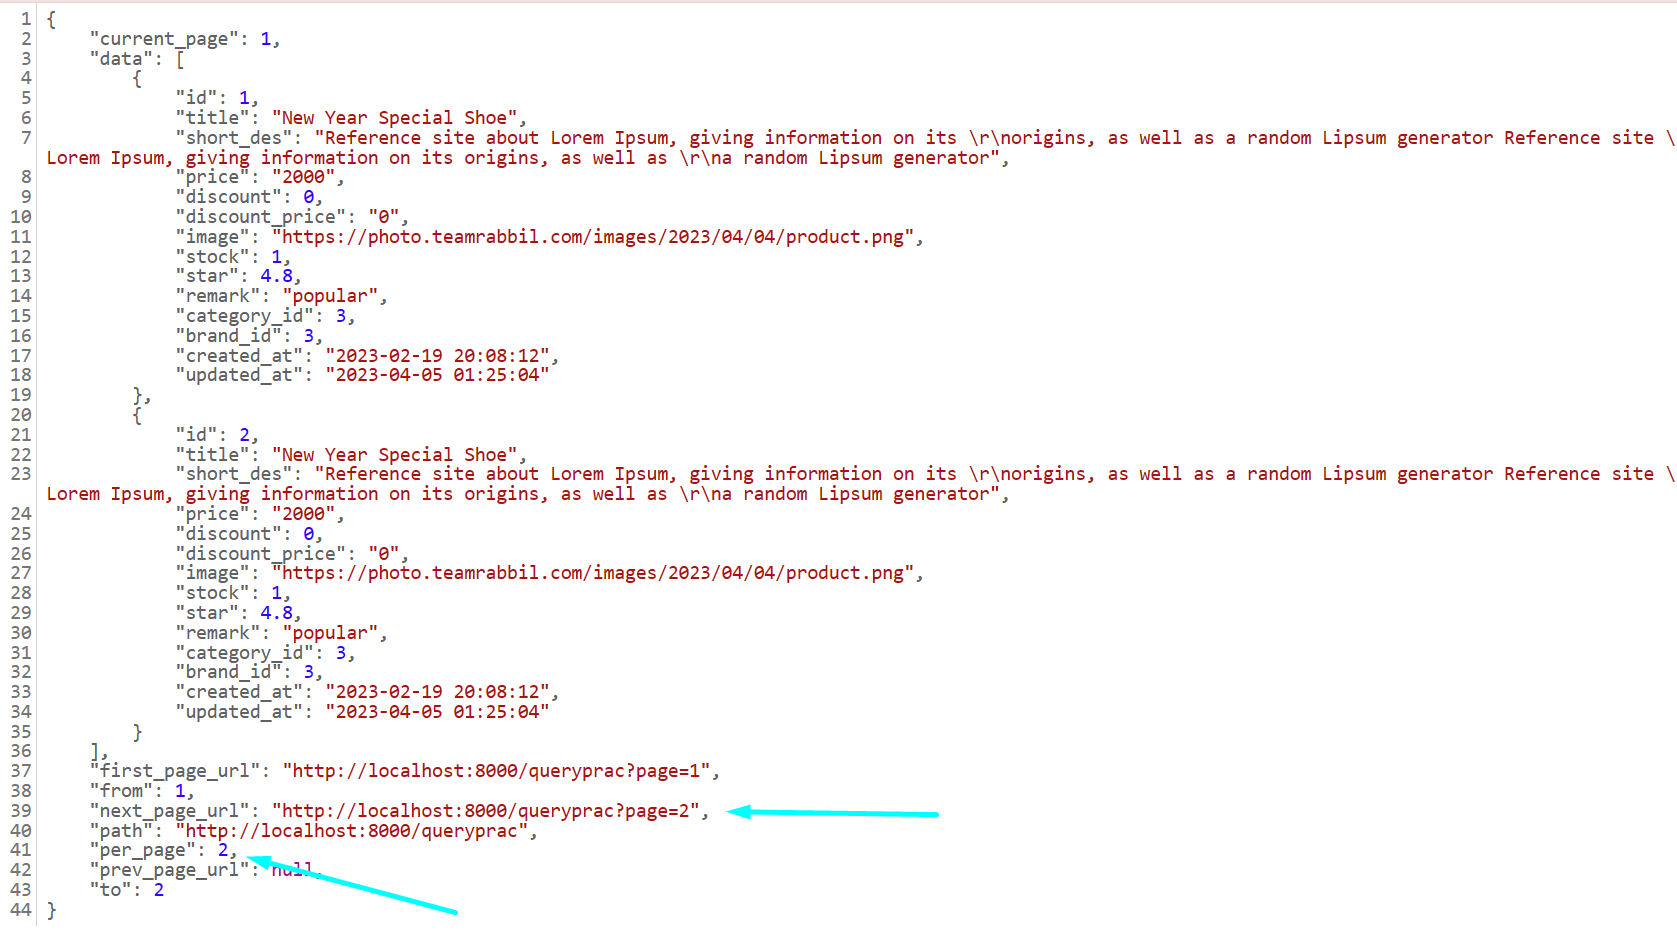 1 {
2 "current_page": 1,
3 "data": [
4 {
5 "id": 1,
6 "title": "New Year Special Shoe",
7 "short_des": "Reference site about Lorem Ipsum, giving information on its \r\norigins, as well as a random Lipsum generator Reference site \
Lorem Ipsum, giving information on its origins, as well as \r\na random Lipsum generator",
8 "price": "2000",
9 "discount": 0,
10 "discount_price": "0",
11 "image": "https://photo.teamrabbil.com/images/2023/04/04/product.png",
12 "stock": 1,
13 "star": 4.8,
14 "remark": "popular",
15 "category_id": 3,
16 "brand_id": 3,
17 "created_at": "2023-02-19 20:08:12",
18 "updated_at": "2023-04-05 01:25:04"
19 },
20 {
21 "id": 2,
22 "title": "New Year Special Shoe",
23 "short_des": "Reference site about Lorem Ipsum, giving information on its \r\norigins, as well as a random Lipsum generator Reference site \
Lorem Ipsum, giving information on its origins, as well as \r\na random Lipsum generator",
24 "price": "2000",
25 "discount": 0,
26 "discount_price": "0",
27 "image": "https://photo.teamrabbil.com/images/2023/04/04/product.png",
28 "stock": 1,
29 "star": 4.8,
30 "remark": "popular",
31 "category_id": 3,
32 "brand_id": 3,
33 "created_at": "2023-02-19 20:08:12",
34 "updated_at": "2023-04-05 01:25:04"
35 }
36 ],
37 "first_page_url": "http://localhost:8000/queryprac?page=1",
38 "from": 1,
39 "next_page_url": "http://localhost:8000/queryprac?page=2",
40 "path": "http://localhost:8000/queryprac",
41 "per_page": 2,
42 "prev_page_url": null,
43 "to": 2
44 }